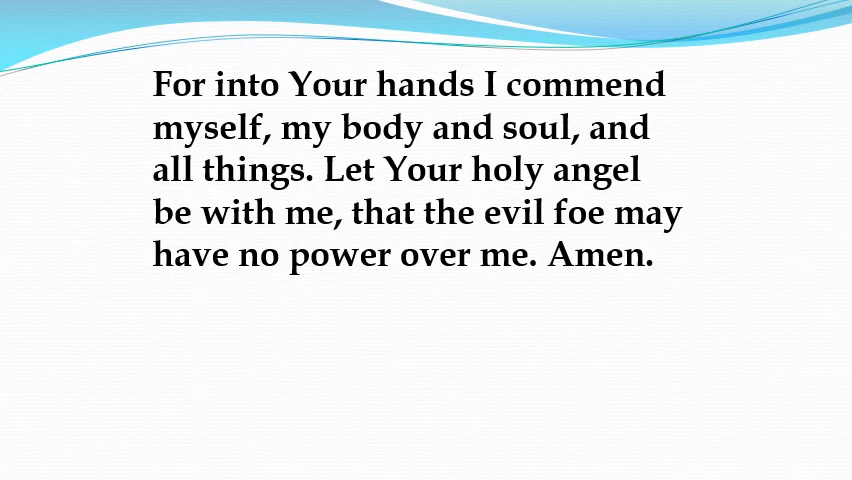 For into Your hands I commend
myself, my body and soul, and
all things. Let Your holy angel
be with me, that the evil foe may
have no power over me. Amen.